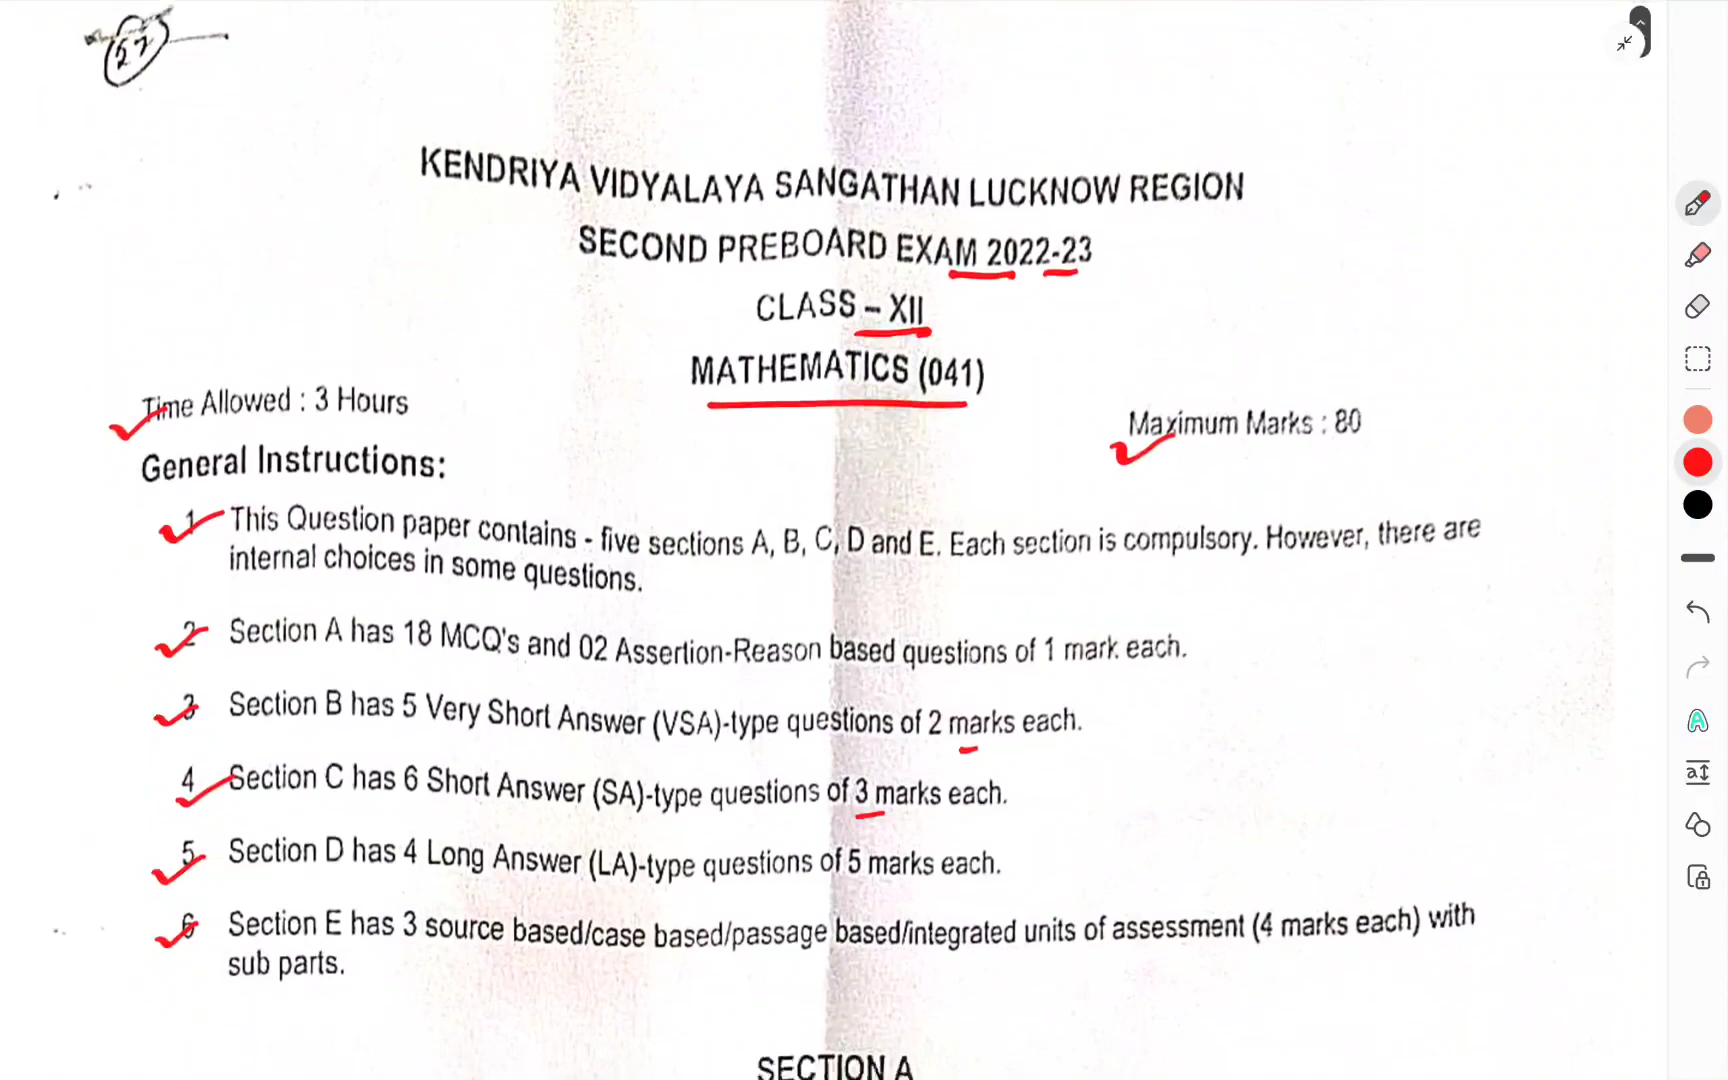 57
KENDRIYA VIDYALAYA SANGATHAN LUCKNOW REGION
SECOND PREBOARD EXAM 2022-23
CLASS – XII
MATHEMATICS (041)
Time Allowed : 3 Hours
Maximum Marks : 80
General Instructions:
1 This Question paper contains - five sections A, B, C, D and E. Each section is compulsory. However, there are
internal choices in some questions.
2 Section A has 18 MCQ's and 02 Assertion-Reason based questions of 1 mark each.
3 Section B has 5 Very Short Answer (VSA)-type questions of 2 marks each.
4 Section C has 6 Short Answer (SA)-type questions of 3 marks each.
5 Section D has 4 Long Answer (LA)-type questions of 5 marks each.
6 Section E has 3 source based/case based/passage based/integrated units of assessment (4 marks each) with
sub parts.
SECTION A